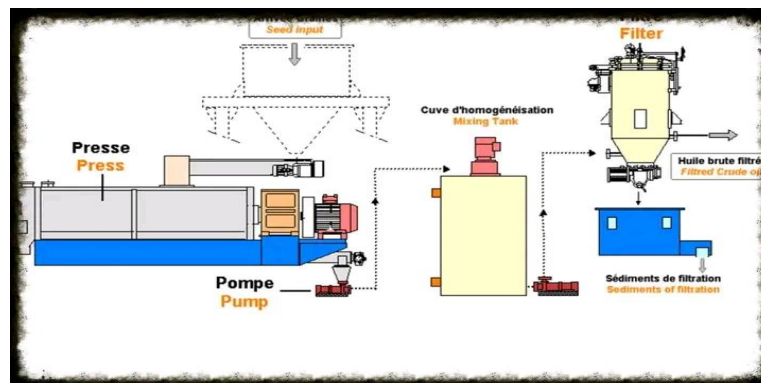 Seed input
Filter
Cuve d'homogénéisation
Mixing Tank
Presse
Press
Huile brute filtré
Filtred Crude oi
Pompe
Pump
Sédiments de filtration
Sediments of filtration